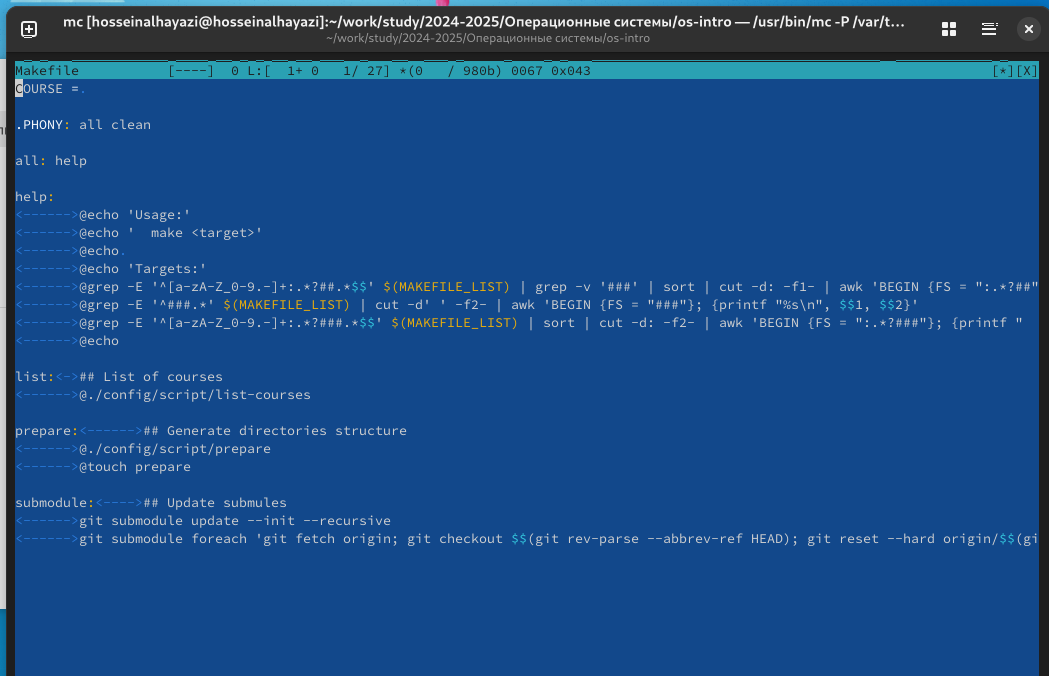 mc [hosseinalhayazi@hosseinalhayazi]:~/work/study/2024-2025/Операционные системы/os-intro — /usr/bin/mc -P /var/t…
~/work/study/2024-2025/Операционные системы/os-intro
Makefile           [----]  0 L:[  1+ 0   1/ 27] *(0   / 980b) 0067 0x043                                                  [*][X]
COURSE =.

.PHONY: all clean

all: help

help:
<------>@echo 'Usage:'
<------>@echo '  make <target>'
<------>@echo.
<------>@echo 'Targets:'
<------>@grep -E '^[a-zA-Z_0-9.-]+:.*?##.*$$' $(MAKEFILE_LIST) | grep -v '###' | sort | cut -d: -f1- | awk 'BEGIN {FS = ":.*?##"
<------>@grep -E '^###.*' $(MAKEFILE_LIST) | cut -d' ' -f2- | awk 'BEGIN {FS = "###"}; {printf "%s\n", $$1, $$2}'
<------>@grep -E '^[a-zA-Z_0-9.-]+:.*?###.*$$' $(MAKEFILE_LIST) | sort | cut -d: -f2- | awk 'BEGIN {FS = ":.*?###"}; {printf "
<------>@echo

list:<->## List of courses
<------>@./config/script/list-courses

prepare:<------>## Generate directories structure
<------>@./config/script/prepare
<------>@touch prepare

submodule:<---->## Update submules
<------>git submodule update --init --recursive
<------>git submodule foreach 'git fetch origin; git checkout $$(git rev-parse --abbrev-ref HEAD); git reset --hard origin/$$(gi